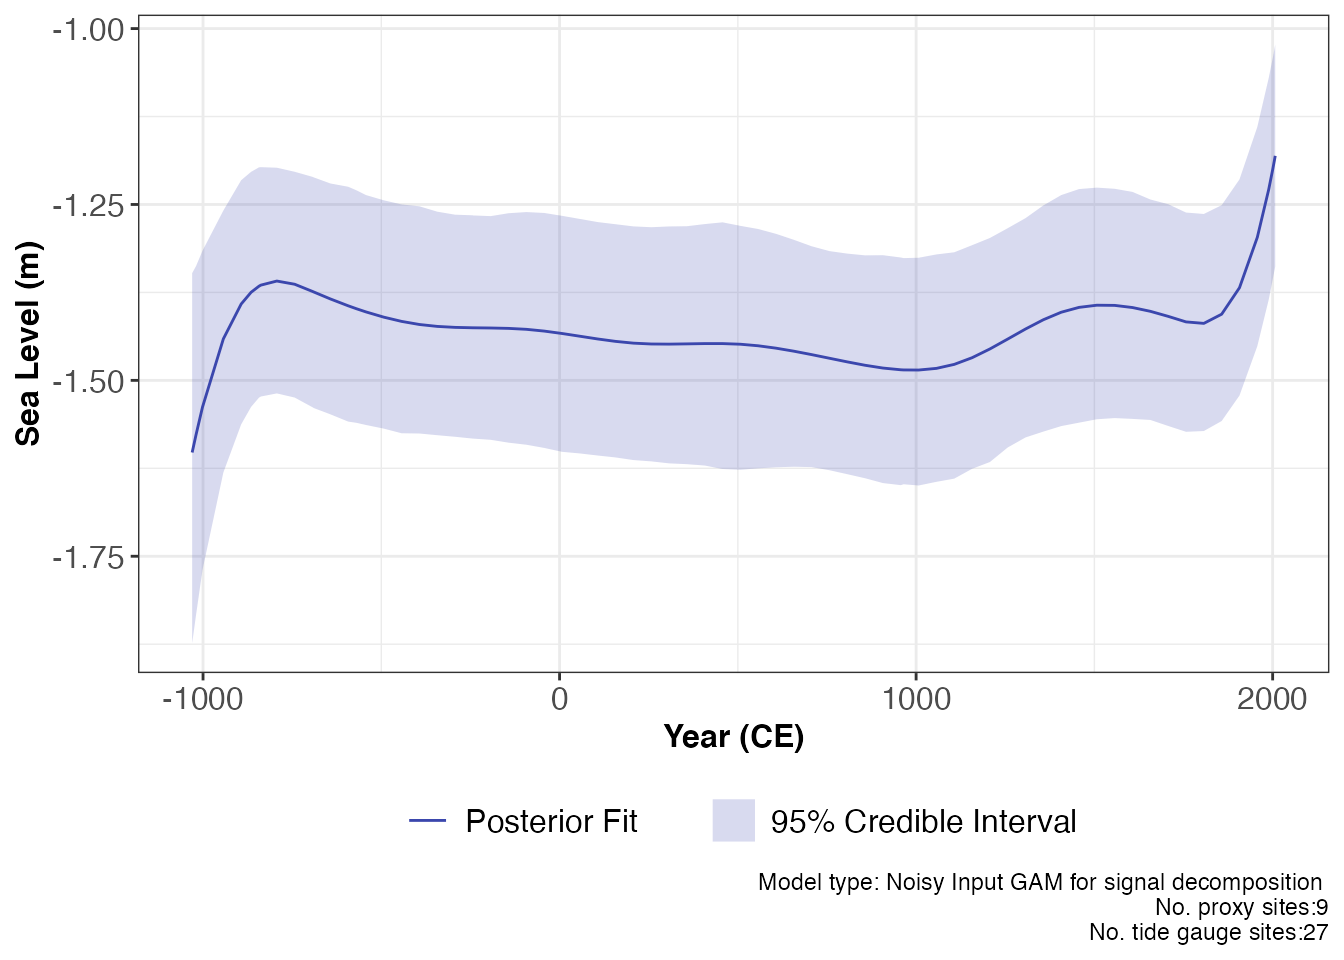 -1.00
-1.25
-1.50
-1.75
Sea Level (m)
-1000
0
1000
2000
Year (CE)
Posterior Fit
95% Credible Interval
Model type: Noisy Input GAM for signal decomposition
No. proxy sites:9
No. tide gauge sites:27